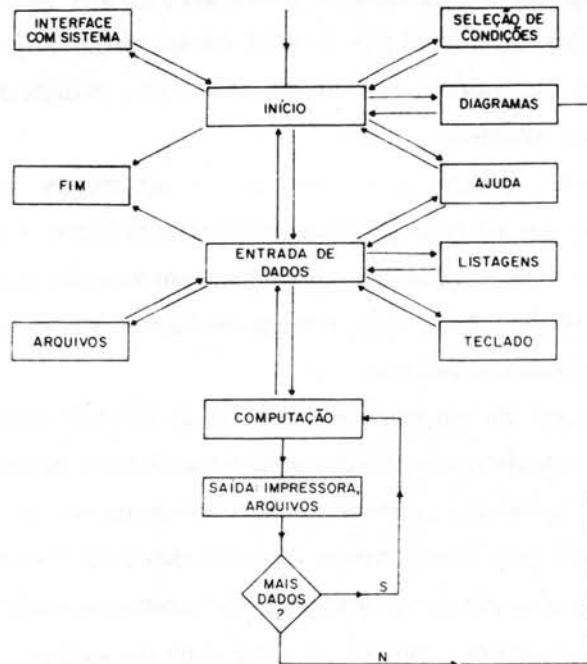 INTERFACE
COM SISTEMA
SELEÇÃO DE
CONDIÇÕES
INÍCIO
DIAGRAMAS
FIM
AJUDA
ENTRADA DE
DADOS
LISTAGENS
ARQUIVOS
TECLADO
COMPUTAÇÃO
SAÍDA: IMPRESSORA,
ARQUIVOS
MAIS
DADOS
?
S
N